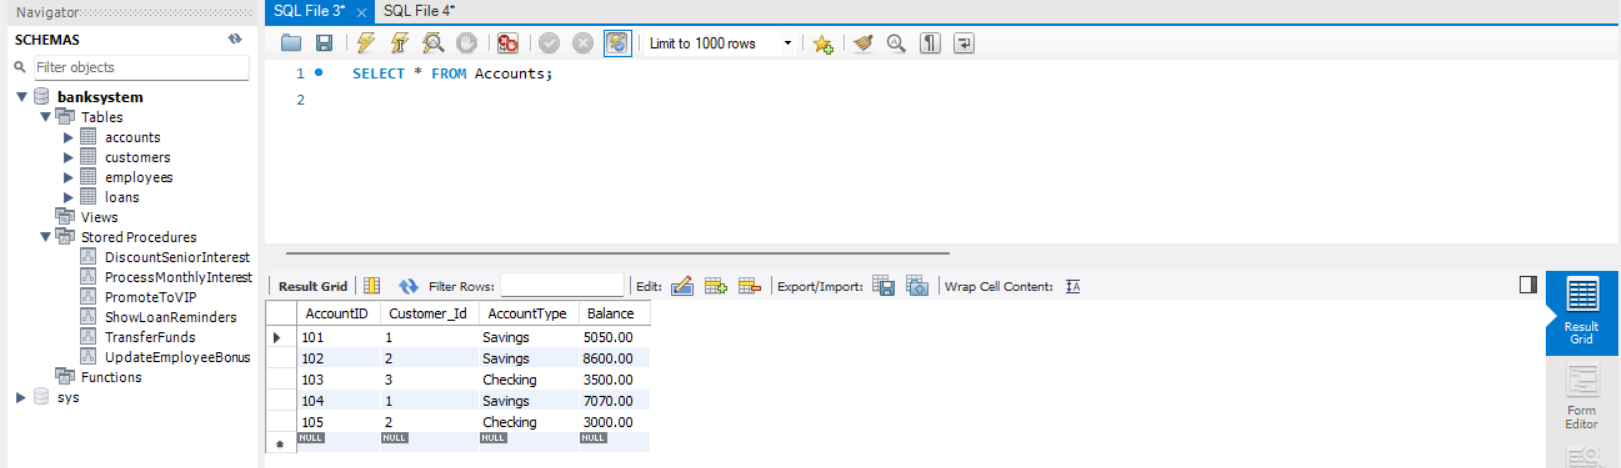 Navigator
SCHEMAS
Filter objects
banksystem
Tables
accounts
customers
employees
loans
Views
Stored Procedures
DiscountSeniorInterest
ProcessMonthlyInterest
PromoteToVIP
ShowLoanReminders
TransferFunds
UpdateEmployeeBonus
Functions
sys
SQL File 3* × SQL File 4*
Limit to 1000 rows
1 SELECT * FROM Accounts;
2
Result Grid Filter Rows: Edit: Export/Import: Wrap Cell Content: IA
AccountID Customer_Id AccountType Balance
101 1 Savings 5050.00
102 2 Savings 8600.00
103 3 Checking 3500.00
104 1 Savings 7070.00
105 2 Checking 3000.00
NULL NULL NULL NULL
Result
Grid
Form
Editor